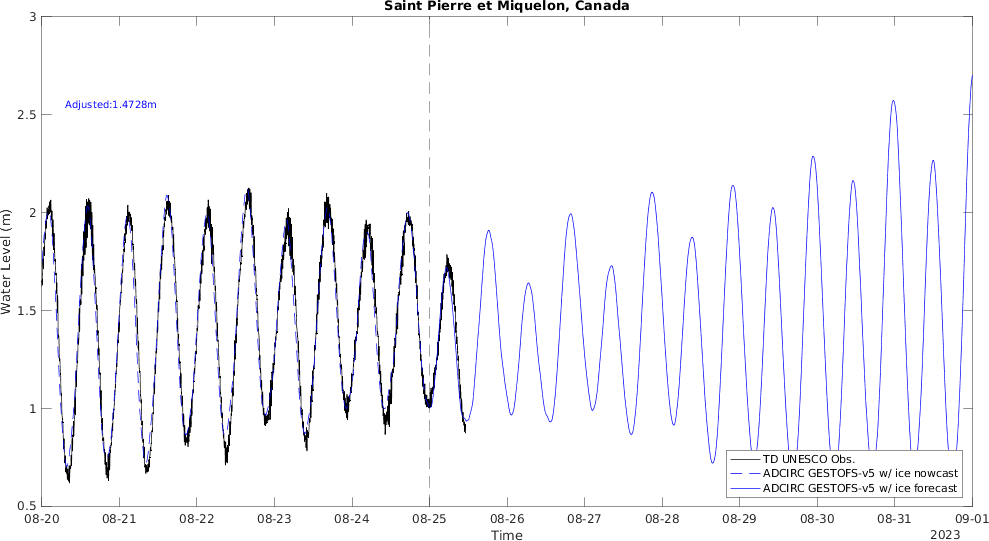 Saint Pierre et Miquelon, Canada
3
Adjusted:1.4728m
2.5
2
Water Level (m)
1.5
1
0.5
TD UNESCO Obs.
ADCIRC GESTOFS-v5 w/ ice nowcast
ADCIRC GESTOFS-v5 w/ ice forecast
08-20 08-21 08-22 08-23 08-24 08-25 08-26 08-27 08-28 08-29 08-30 08-31 09-01
Time
2023